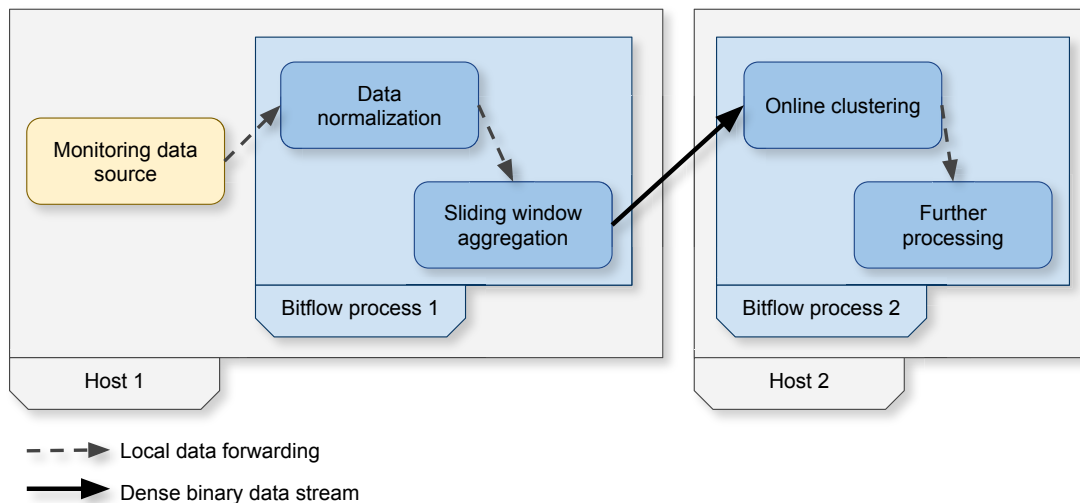 Data
normalization
Monitoring data
source
Sliding window
aggregation
Bitflow process 1
Host 1
Online clustering
Further
processing
Bitflow process 2
Host 2
Local data forwarding
Dense binary data stream